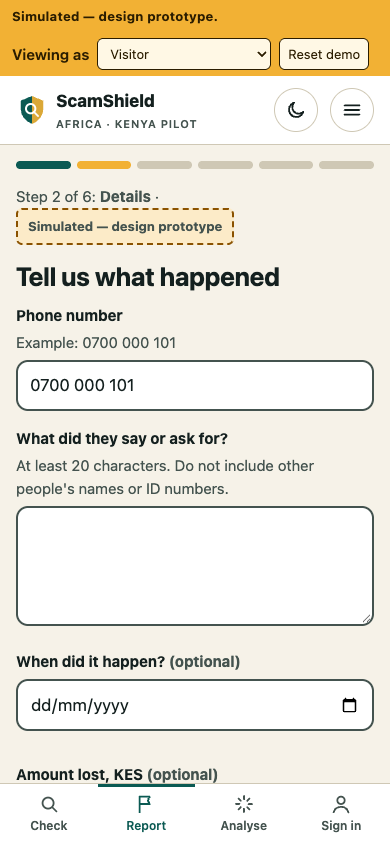 Simulated — design prototype.
Viewing as
Visitor
Reset demo
ScamShield
AFRICA · KENYA PILOT
Step 2 of 6: Details ·
Simulated — design prototype
Tell us what happened
Phone number
Example: 0700 000 101
0700 000 101
What did they say or ask for?
At least 20 characters. Do not include other
people's names or ID numbers.
When did it happen? (optional)
dd/mm/yyyy
Amount lost, KES (optional)
Check
Report
Analyse
Sign in